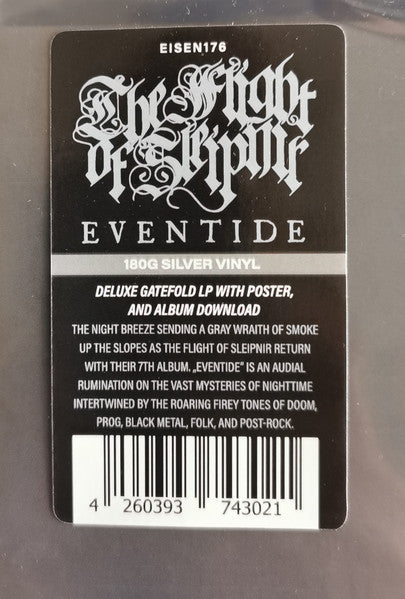 EISEN176
The Flight
of Sleipnir
EVENTIDE
180G SILVER VINYL
DELUXE GATEFOLD LP WITH POSTER,
AND ALBUM DOWNLOAD
THE NIGHT BREEZE SENDING A GRAY WRAITH OF SMOKE
UP THE SLOPES AS THE FLIGHT OF SLEIPNIR RETURN
WITH THEIR 7TH ALBUM. „EVENTIDE" IS AN AUDIAL
RUMINATION ON THE VAST MYSTERIES OF NIGHTTIME
INTERTWINED BY THE ROARING FIREY TONES OF DOOM,
PROG, BLACK METAL, FOLK, AND POST-ROCK.
4 260393 743021